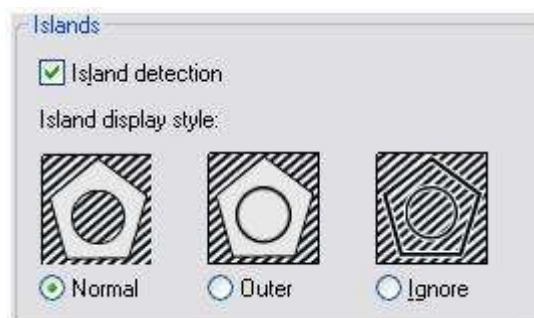 Islands
Island detection
Island display style:
Normal Outer Ignore